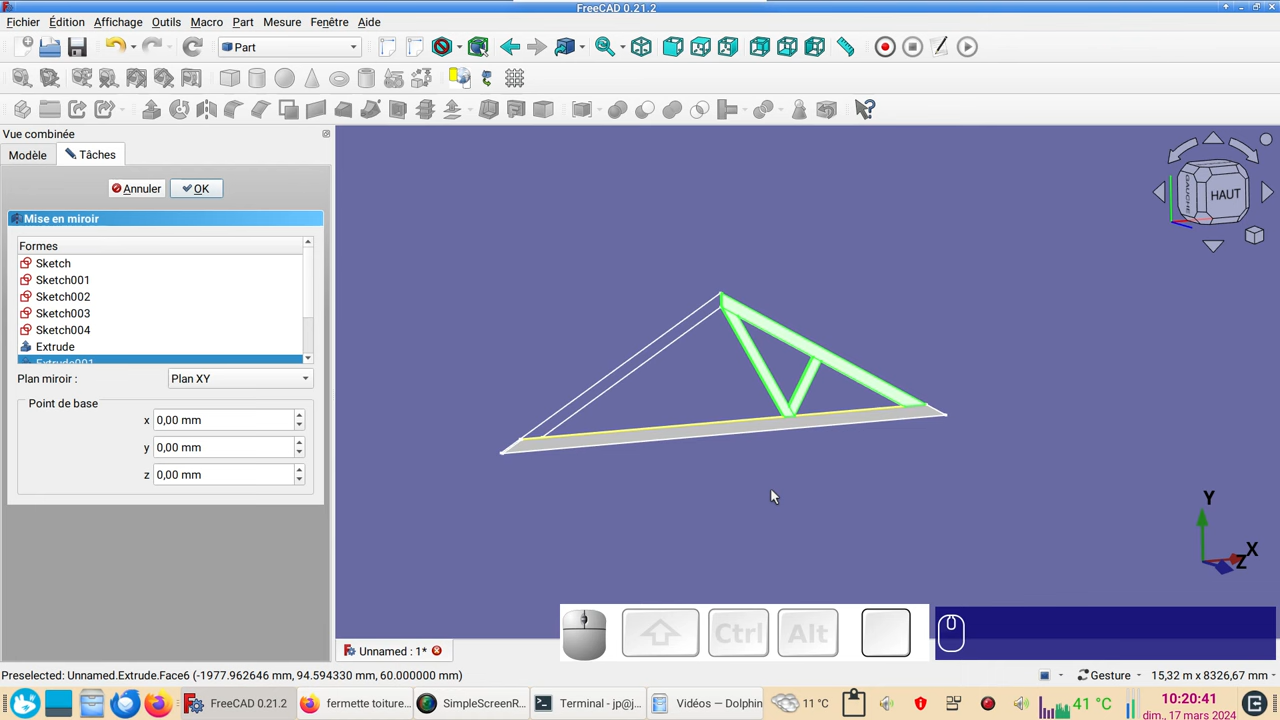 FreeCAD 0.21.2
Fichier Édition Affichage Outils Macro Part Mesure Fenêtre Aide
Part
Vue combinée
Modèle Tâches
Annuler OK
Mise en miroir
Formes
Sketch
Sketch001
Sketch002
Sketch003
Sketch004
Extrude
Extrude001
Plan miroir : Plan XY
Point de base
x 0,00 mm
y 0,00 mm
z 0,00 mm
HAUT
GAUCHE
Y
X
Z
Ctrl Alt
Unnamed : 1*
Preselected: Unnamed.Extrude.Face6 (-1977.962646 mm, 94.594330 mm, 60.000000 mm)
Gesture 15,32 m x 8326,67 mm
FreeCAD 0.21.2 fermette toiture... SimpleScreenR... Terminal - jp@j... Vidéos — Dolphin 11 °C 41 °C
10:20:41
dim., 17 mars 2024